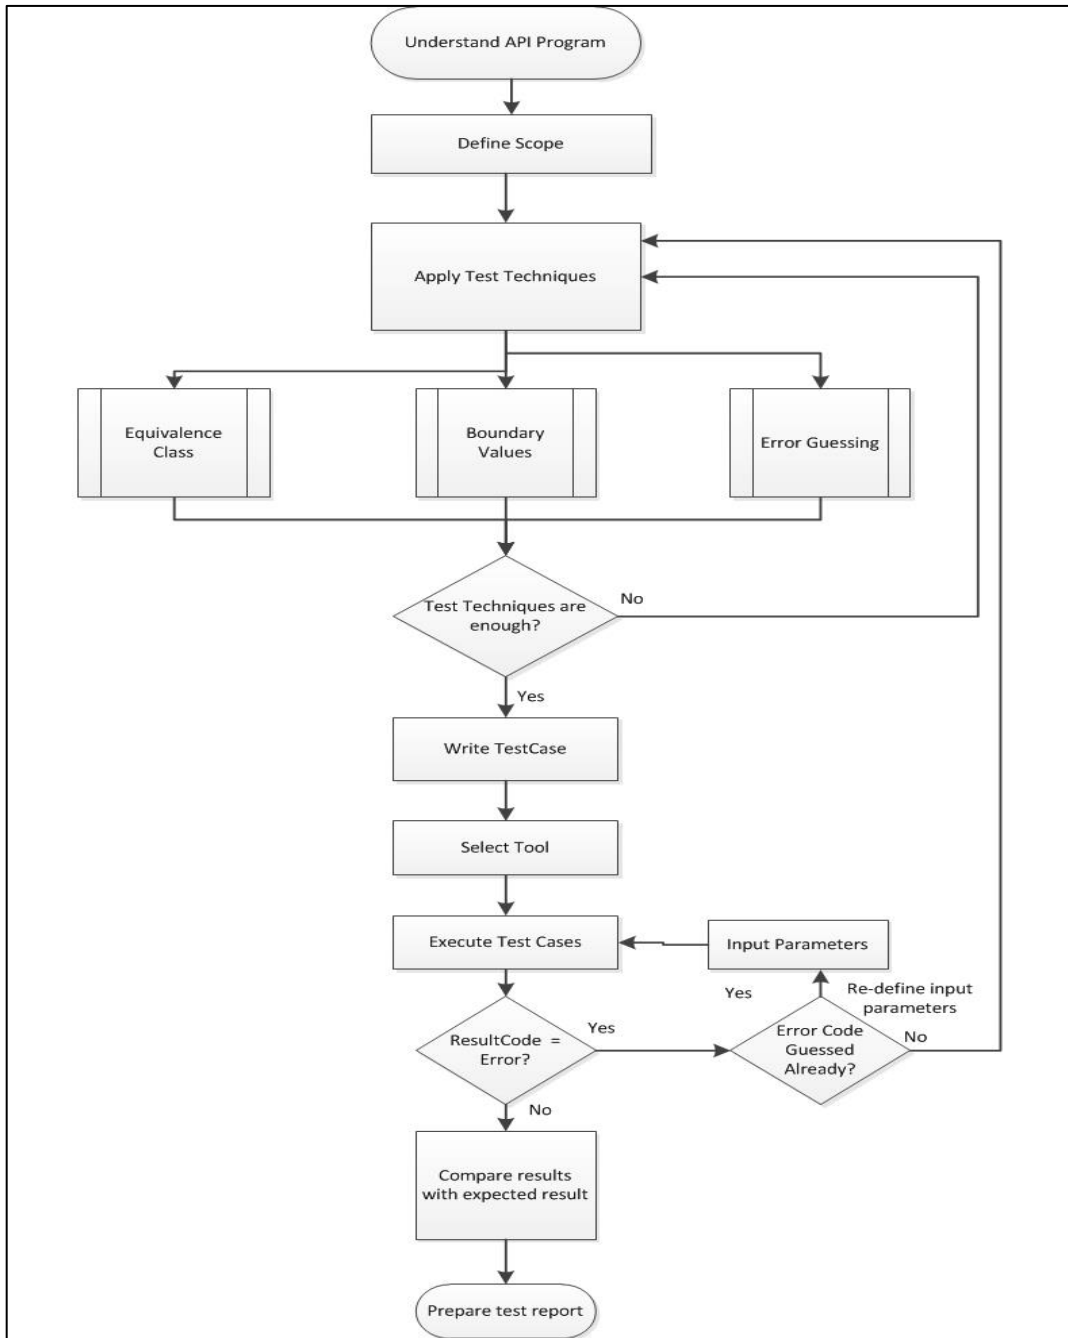 Understand API Program
Define Scope
Apply Test Techniques
Equivalence
Class
Boundary
Values
Error Guessing
Test Techniques are
enough?
No
Yes
Write TestCase
Select Tool
Execute Test Cases
Input Parameters
Yes
Re-define input
parameters
ResultCode =
Error?
Yes
Error Code
Guessed
Already?
No
No
Compare results
with expected result
Prepare test report